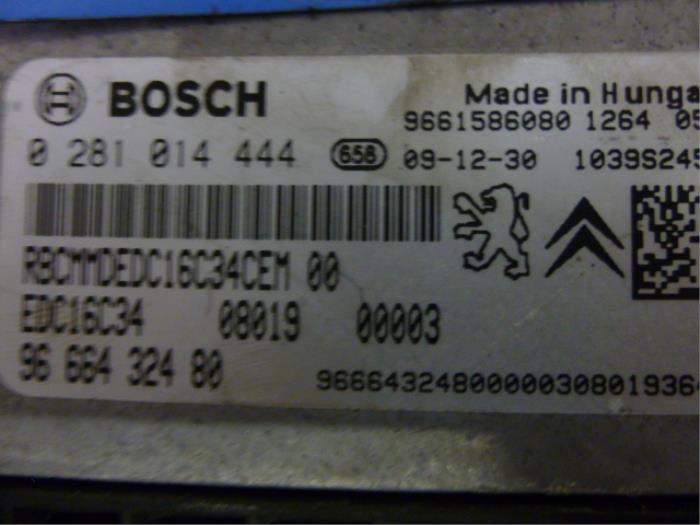 BOSCH
Made in Hunga
9661586080 1264 05
0 281 014 444 658 09-12-30 1039S245
RBCMMDEDC16C34CEM 00
EDC16C34 08019 00003
96 664 324 80
96664324800000030801936